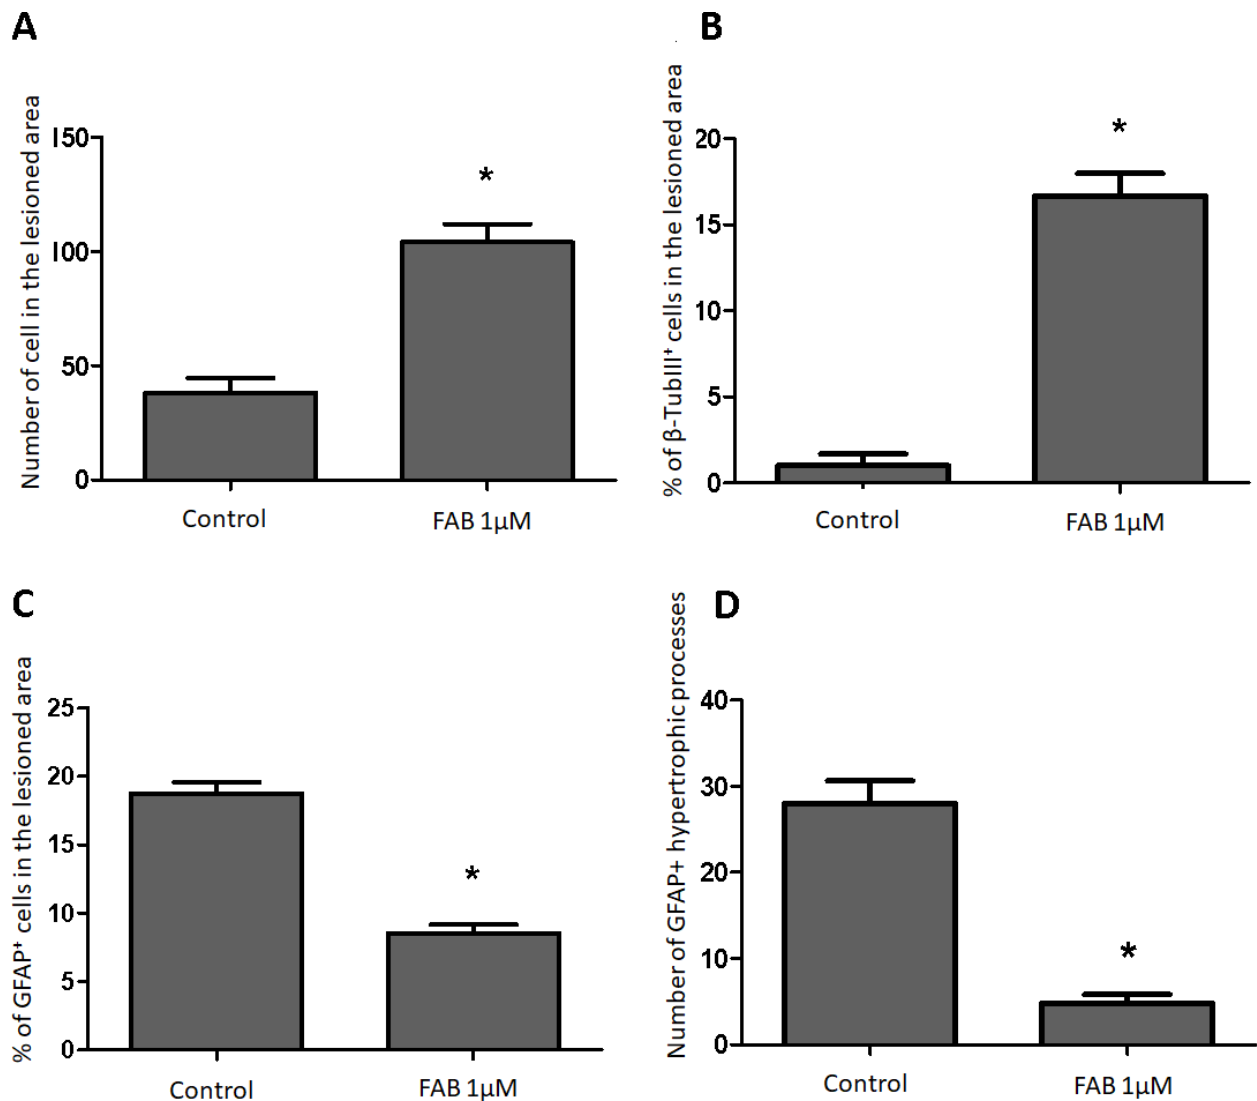 A
Number of cell in the lesioned area
150
100
50
0
*
Control
FAB 1µM
B
% of β-TubIII⁺ cells in the lesioned area
20
15
10
5
0
*
Control
FAB 1µM
C
% of GFAP⁺ cells in the lesioned area
25
20
15
10
5
0
*
Control
FAB 1µM
D
Number of GFAP+ hypertrophic processes
40
30
20
10
0
*
Control
FAB 1µM